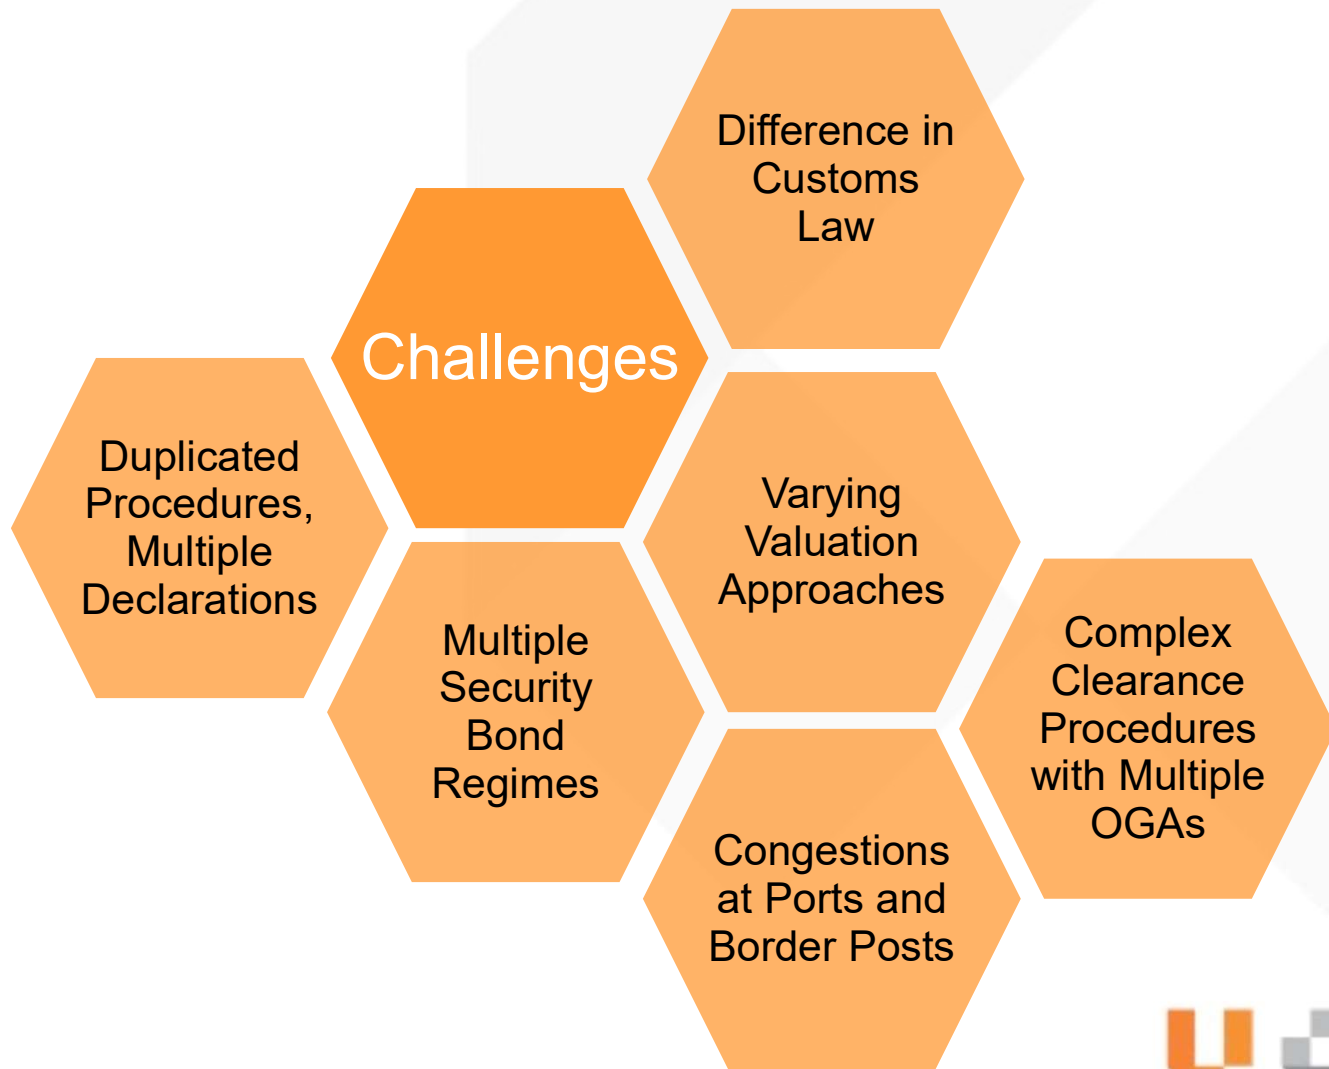 Difference in
Customs
Law
Challenges
Duplicated
Procedures,
Multiple
Declarations
Varying
Valuation
Approaches
Multiple
Security
Bond
Regimes
Complex
Clearance
Procedures
with Multiple
OGAs
Congestions
at Ports and
Border Posts